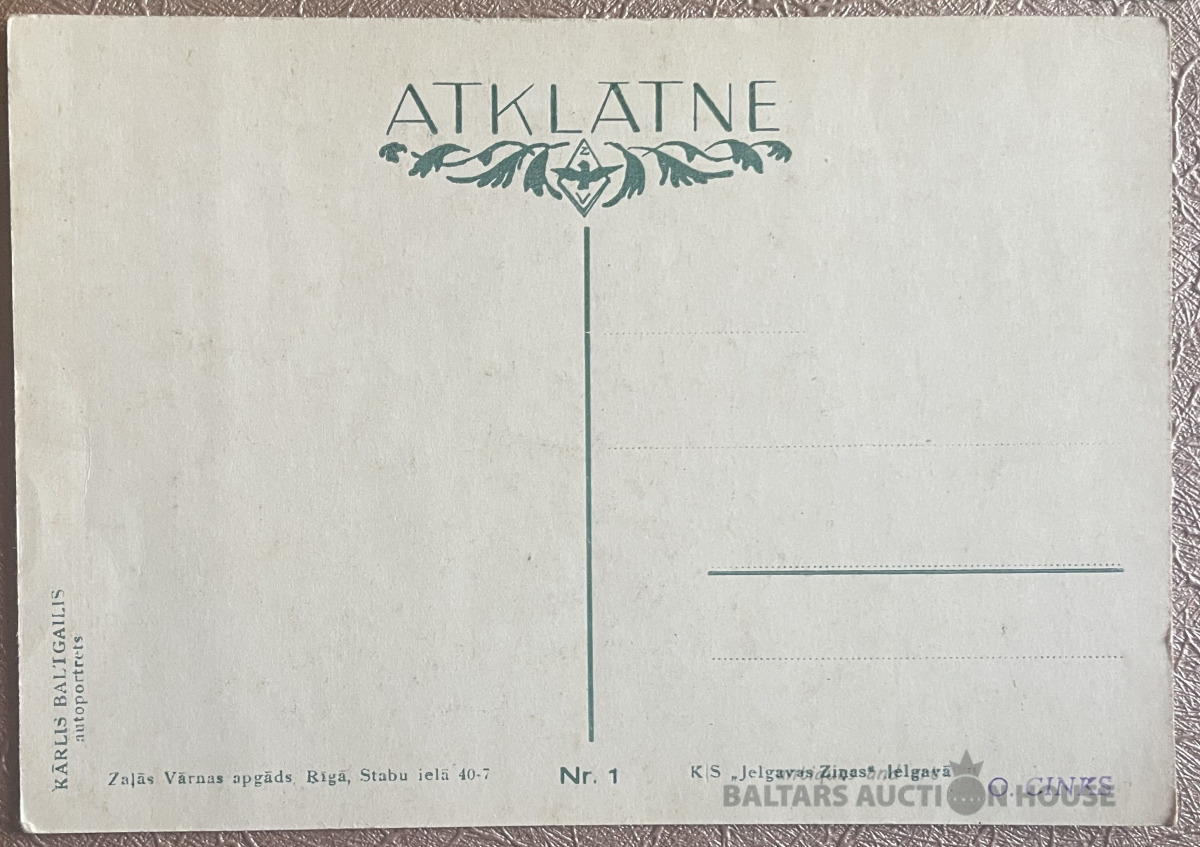 ATKLĀTNE
Z
V
KĀRLIS BALTGAILIS
autoportrets
Zaļās Vārnas apgāds Rīgā, Stabu ielā 40-7
Nr. 1
K|S „Jelgavas Ziņas" Jelgavā
O. CINKS
BALTARS AUCTION HOUSE